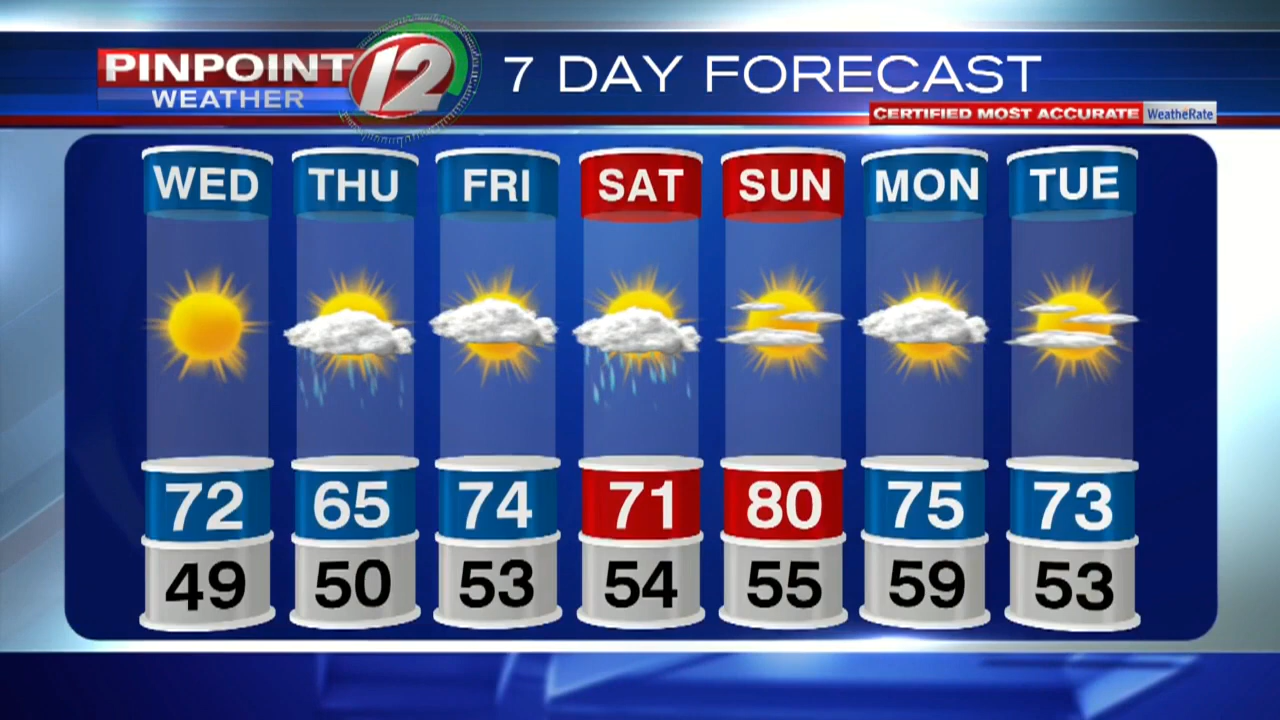 PINPOINT 12 7 DAY FORECAST
WEATHER
CERTIFIED MOST ACCURATE WeatheRate
WED THU FRI SAT SUN MON TUE
72 65 74 71 80 75 73
49 50 53 54 55 59 53